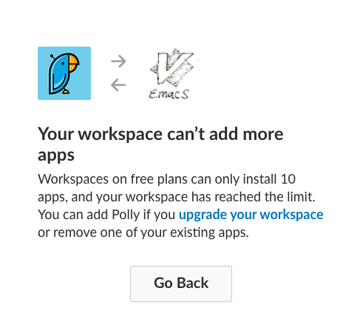 Emacs
Your workspace can't add more
apps
Workspaces on free plans can only install 10
apps, and your workspace has reached the limit.
You can add Polly if you upgrade your workspace
or remove one of your existing apps.
Go Back